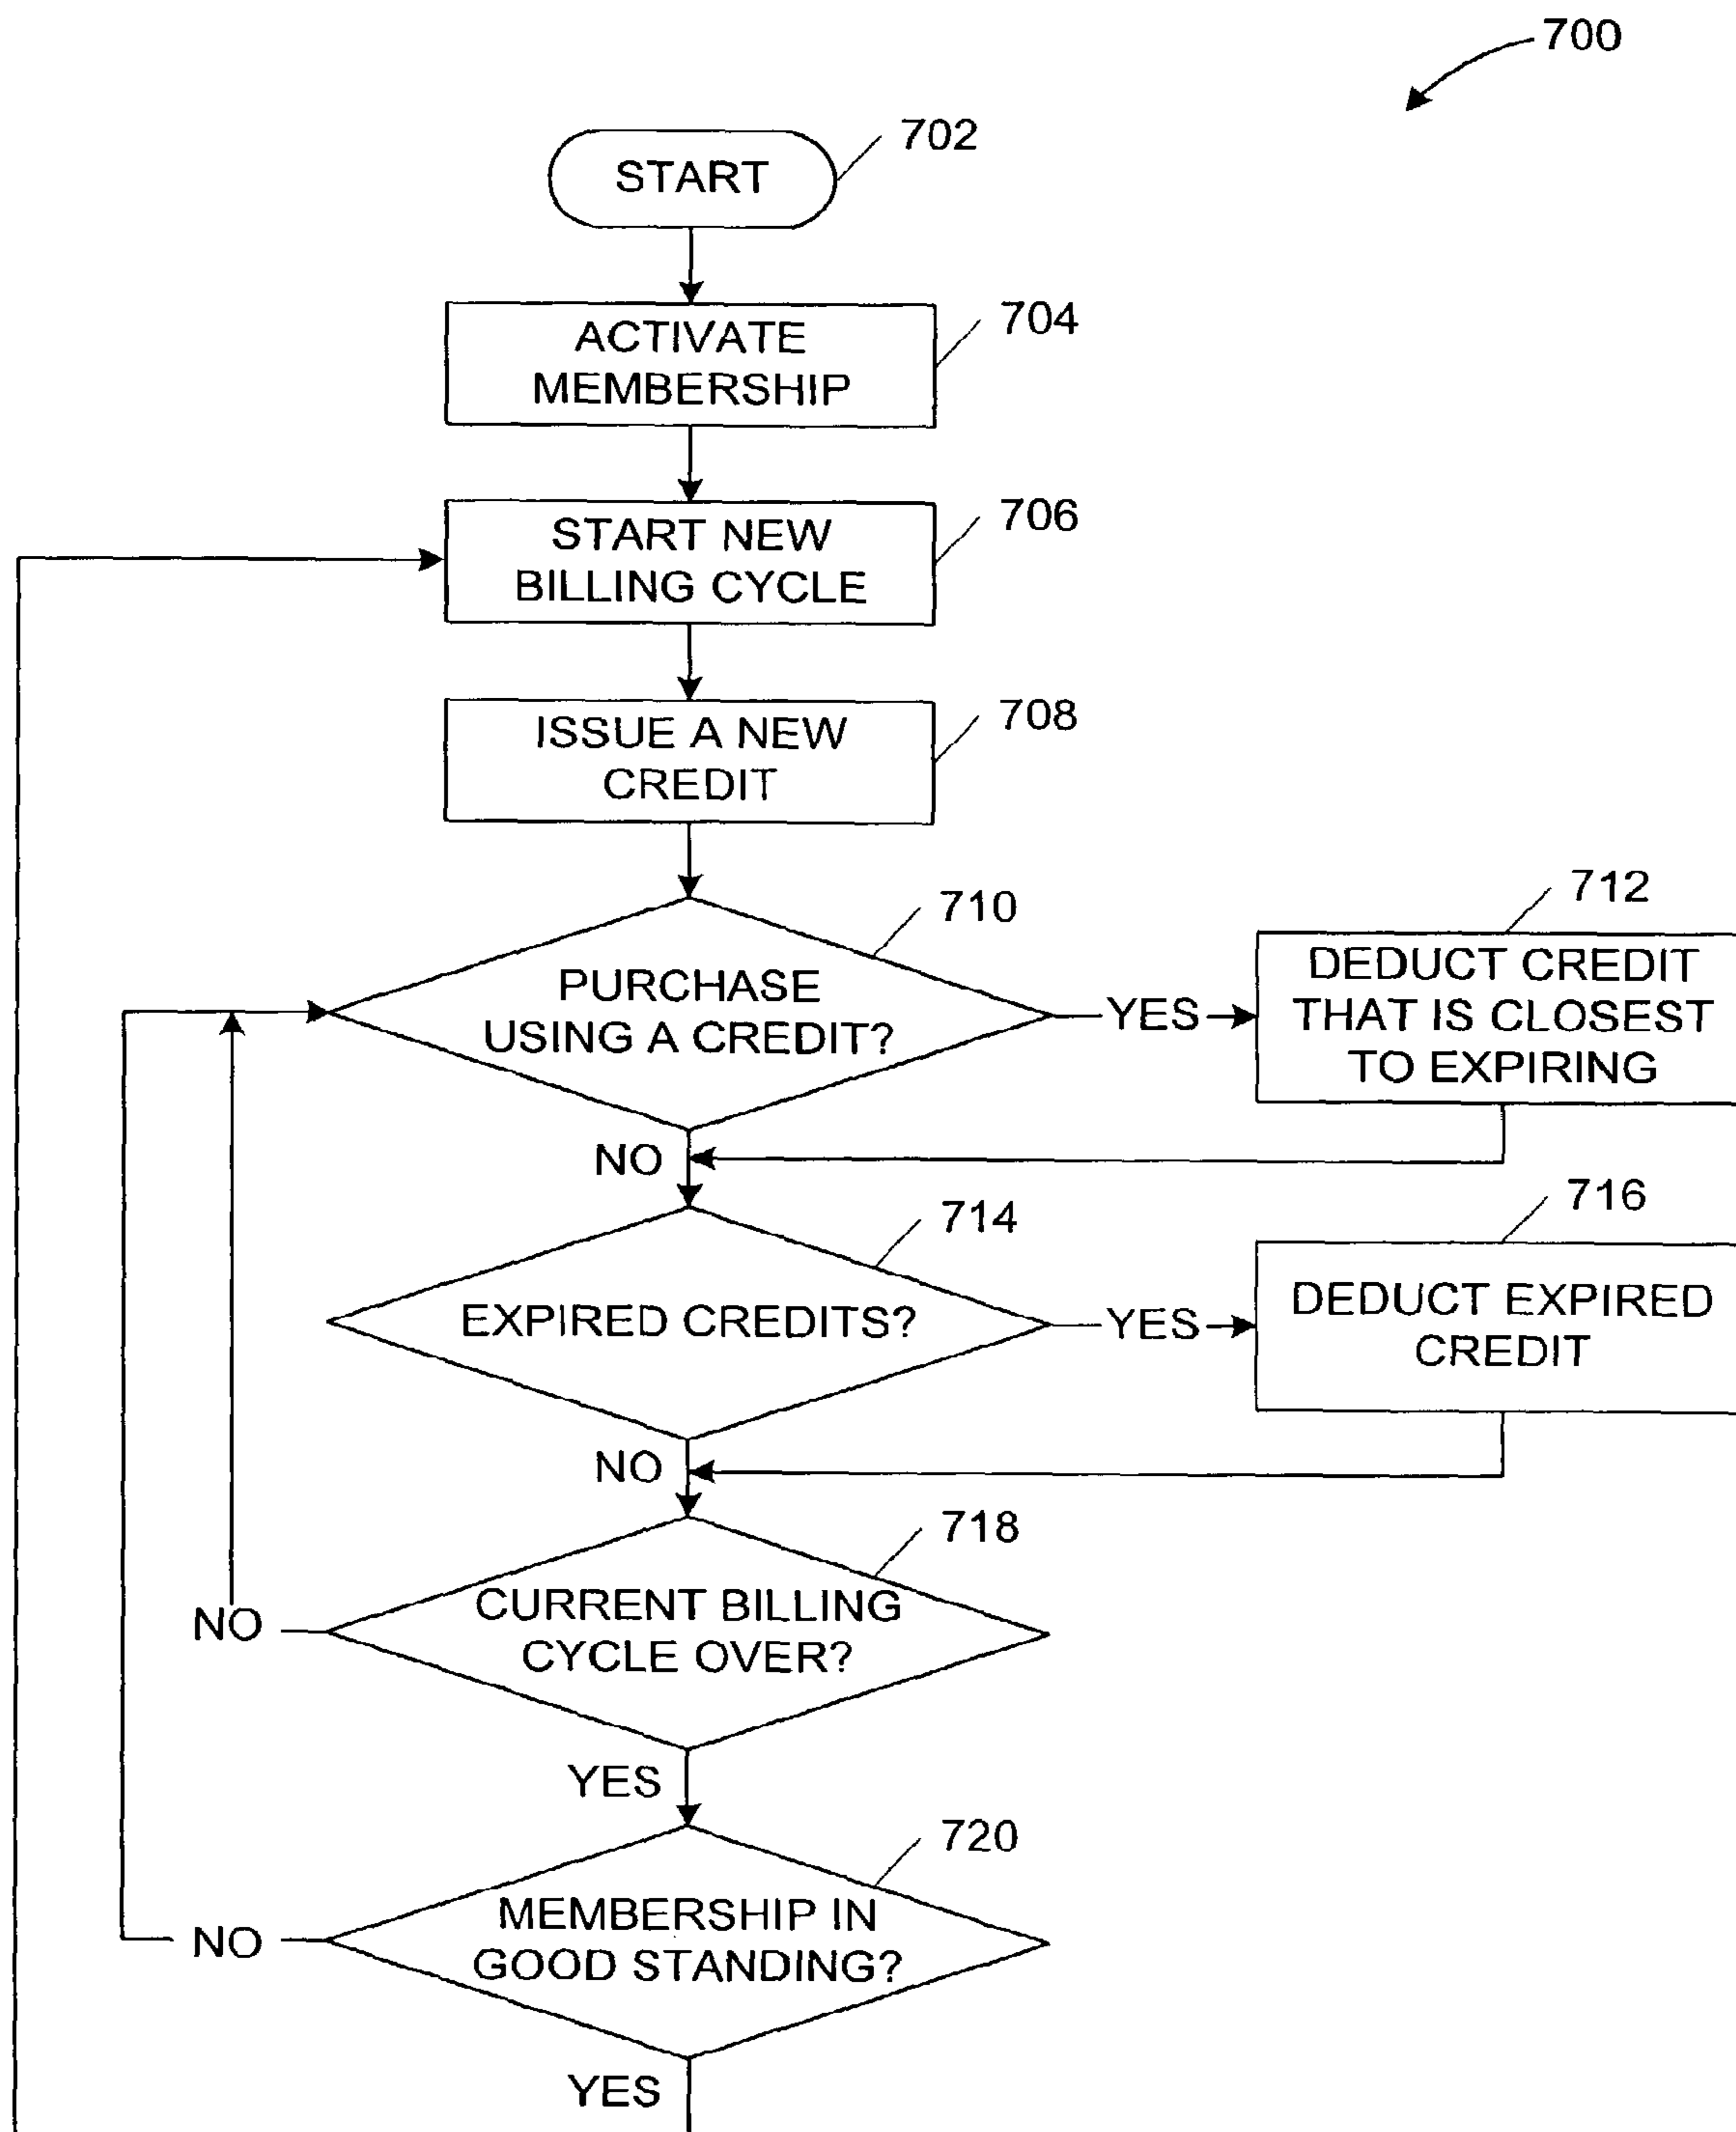 700
702
START
704
ACTIVATE
MEMBERSHIP
706
START NEW
BILLING CYCLE
708
ISSUE A NEW
CREDIT
710
PURCHASE
USING A CREDIT?
YES
712
DEDUCT CREDIT
THAT IS CLOSEST
TO EXPIRING
NO
714
EXPIRED CREDITS?
YES
716
DEDUCT EXPIRED
CREDIT
NO
718
CURRENT BILLING
CYCLE OVER?
NO
YES
720
MEMBERSHIP IN
GOOD STANDING?
NO
YES